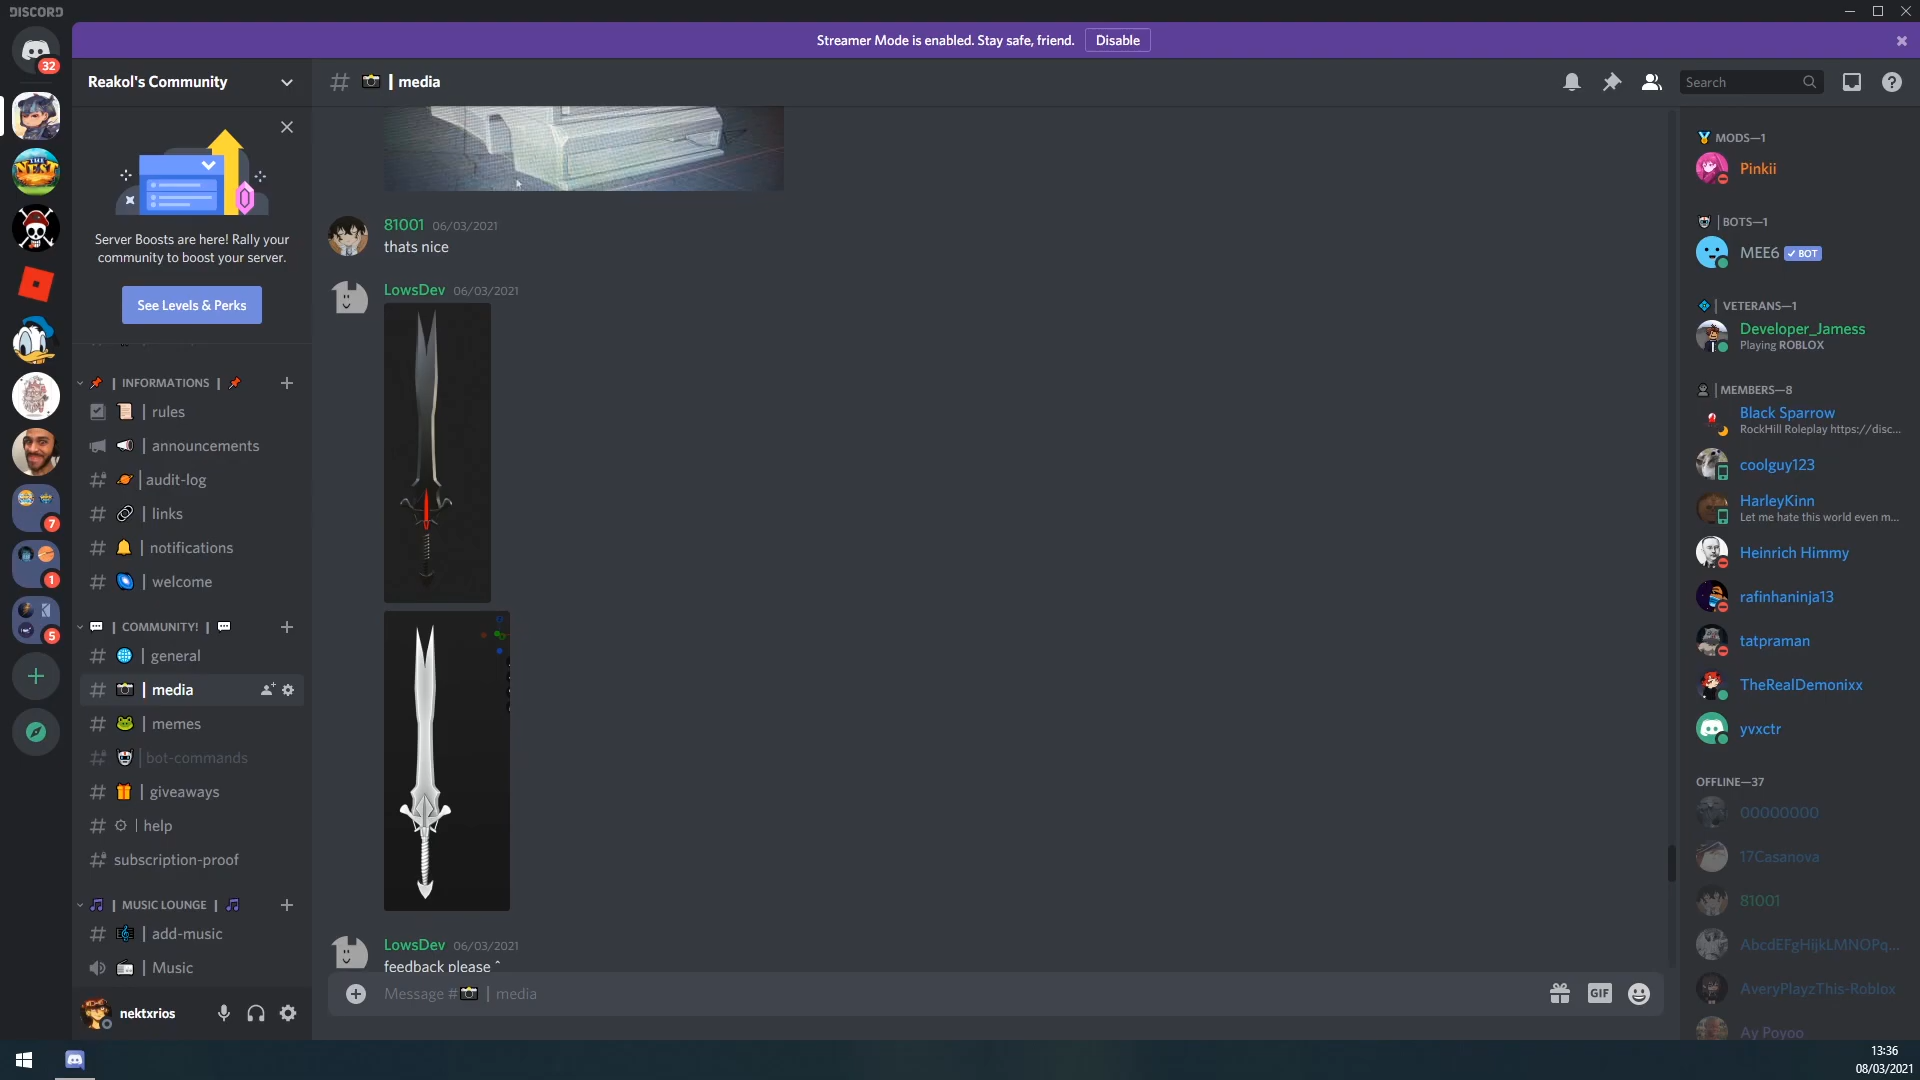 DISCORD
Streamer Mode is enabled. Stay safe, friend.
Disable
32
THE NEST
7
1
5
Reakol's Community
Server Boosts are here! Rally your
community to boost your server.
See Levels & Perks
| INFORMATIONS |
| rules
| announcements
| audit-log
| links
| notifications
| welcome
| COMMUNITY! |
| general
| media
| memes
| bot-commands
| giveaways
| help
subscription-proof
| MUSIC LOUNGE |
| add-music
| Music
nektxrios
# | media
Search
81001 06/03/2021
thats nice
LowsDev 06/03/2021
LowsDev 06/03/2021
feedback please ^
Message # | media
GIF
MODS—1
Pinkii
| BOTS—1
MEE6 ✓ BOT
| VETERANS—1
Developer_Jamess
Playing ROBLOX
| MEMBERS—8
Black Sparrow
RockHill Roleplay https://disc...
coolguy123
HarleyKinn
Let me hate this world even m...
Heinrich Himmy
rafinhaninja13
tatpraman
TheRealDemonixx
yvxctr
OFFLINE—37
00000000
17Casanova
81001
AbcdEFgHijkLMNOPq...
AveryPlayzThis-Roblox
Ay Poyoo
13:36
08/03/2021